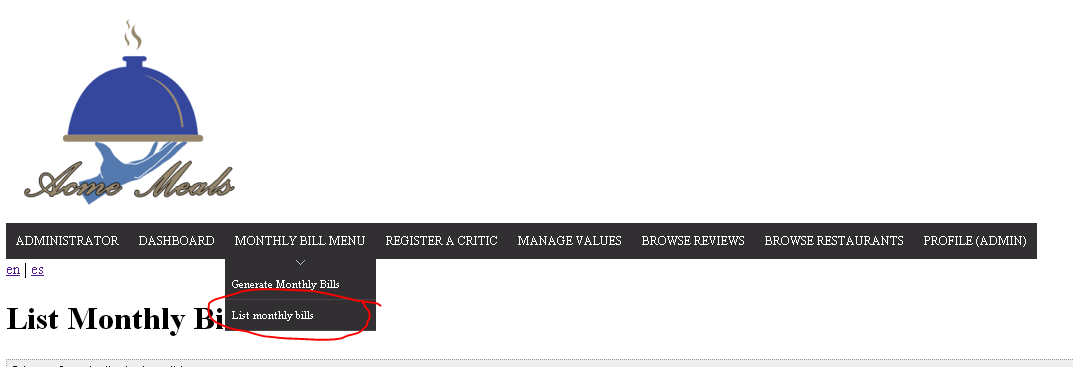 Acme Meals
ADMINISTRATOR DASHBOARD MONTHLY BILL MENU REGISTER A CRITIC MANAGE VALUES BROWSE REVIEWS BROWSE RESTAURANTS PROFILE (ADMIN)
en | es
Generate Monthly Bills
List monthly bills
List Monthly Bi